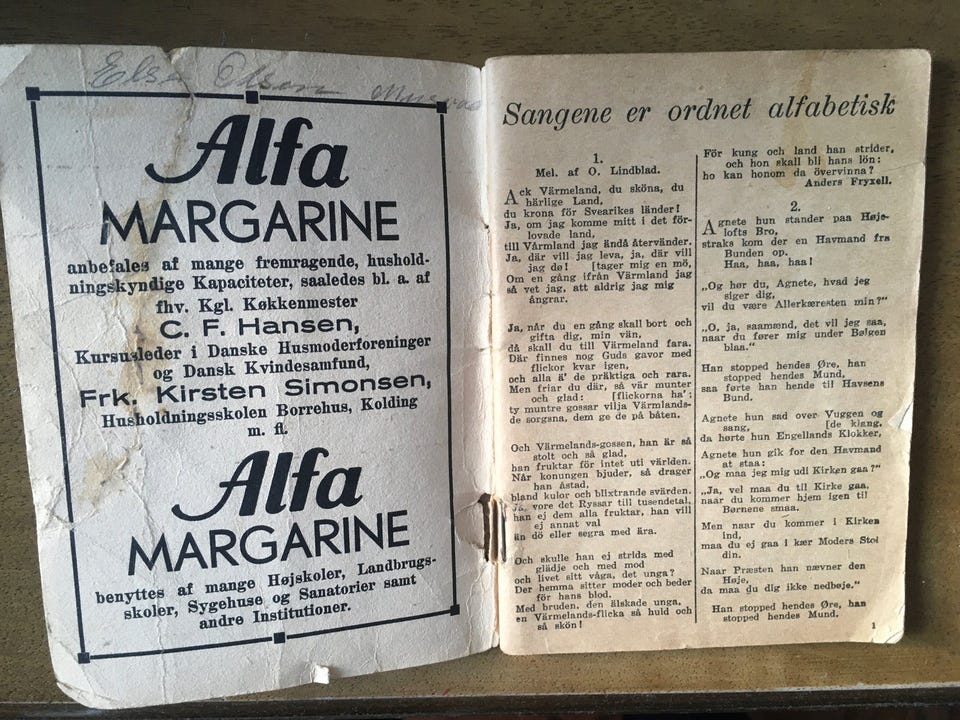 Else Olsen
Alfa
MARGARINE
anbefales af mange fremragende, hushold-
ningskyndige Kapaciteter, saaledes bl. a. af
fhv. Kgl. Køkkenmester
C. F. Hansen,
Kursusleder i Danske Husmoderforeninger
og Dansk Kvindesamfund,
Frk. Kirsten Simonsen,
Husholdningsskolen Borrehus, Kolding
m. fl.
Alfa
MARGARINE
benyttes af mange Højskoler, Landbrugs-
skoler, Sygehuse og Sanatorier samt
andre Institutioner.
Sangene er ordnet alfabetisk
1.
Mel. af O. Lindblad.
Ack Värmeland, du sköna, du
härlige Land,
du krona för Svearikes länder!
Ja, om jag komme mitt i det för-
lovade land,
till Värmland jag ändå återvänder.
Ja, där vill jag leva, ja, där vill
jag de! [tager mig en mö,
Om en gång ifrån Värmland jag
så vet jag, att aldrig jag mig
ångrar.
Ja, når du en gång skall bort och
gifta dig, min vän,
då skall du till Värmeland fara.
Där finnes nog Guds gavor med
flickor kvar igen,
och alla ä' de präktiga och rara.
Men friar du där, så vär munter
och glad: [flickorna ha';
ty muntre gossar vilja Värmlands-
de sorgsna, dem ge de på båten.
Och Värmelands-gossen, han är så
stolt och så glad,
han fruktar för intet uti världen.
Når konungen bjuder, så drager
han åstad,
bland kulor och blixtrande svärden.
Ja, vore det Ryssar till tusendetal,
han ej dem alla fruktar, han vill
ej annat val
än dö eller segra med ära.
Och skulle han ej strida med
glädje och med mod
och livet sitt våga, det unga?
Der hemma sitter moder och beder
för hans blod.
Med bruden, den älskade unga,
en Värmelands-flicka så huld och
så skön!
För kung och land han strider,
och hon skall bli hans lön:
ho kan honom da övervinna?
Anders Fryxell.
2.
Agnete hun stander paa Høje-
lofts Bro,
straks kom der en Havmand fra
Bunden op.
Haa, haa, haa!
„Og hør du, Agnete, hvad jeg
siger dig,
vil du være Allerkæresten min?"
„O, ja, saamænd, det vil jeg saa,
naar du fører mig under Bølgen
blaa."
Han stopped hendes Øre, han
stopped hendes Mund,
saa førte han hende til Havsens
Bund.
Agnete hun sad over Vuggen og
sang, [de klang.
da hørte hun Engellands Klokker,
Agnete hun gik for den Havmand
at staa:
„Og maa jeg mig udi Kirken gaa?"
„Ja, vel maa du til Kirke gaa,
naar du kommer hjem igen til
Børnene smaa.
Men naar du kommer i Kirken
ind,
maa du ej gaa i kær Moders Stol
din.
Naar Præsten han nævner den
Høje,
da maa du dig ikke nedbøje."
Han stopped hendes Øre, han
stopped hendes Mund.
1